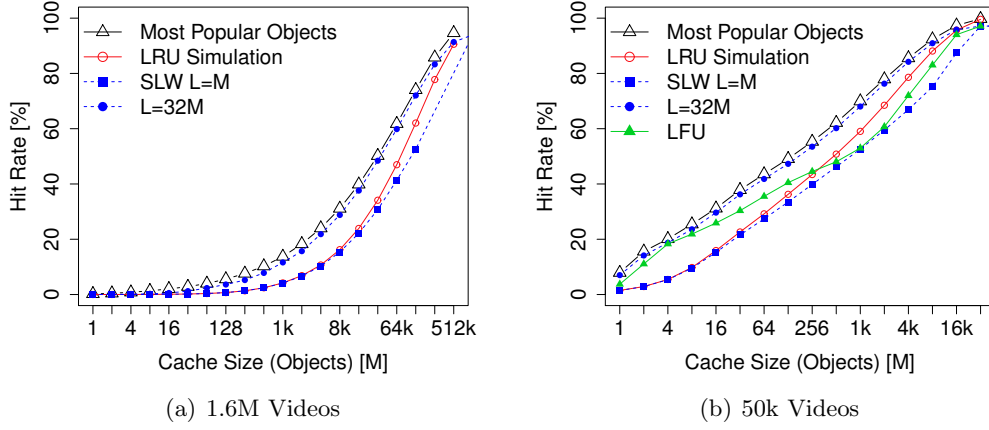 Hit Rate [%]
0 20 40 60 80 100
Most Popular Objects
LRU Simulation
SLW L=M
L=32M
1 4 16 128 1k 8k 64k 512k
Cache Size (Objects) [M]
(a) 1.6M Videos
Hit Rate [%]
0 20 40 60 80 100
Most Popular Objects
LRU Simulation
SLW L=M
L=32M
LFU
1 4 16 64 256 1k 4k 16k
Cache Size (Objects) [M]
(b) 50k Videos